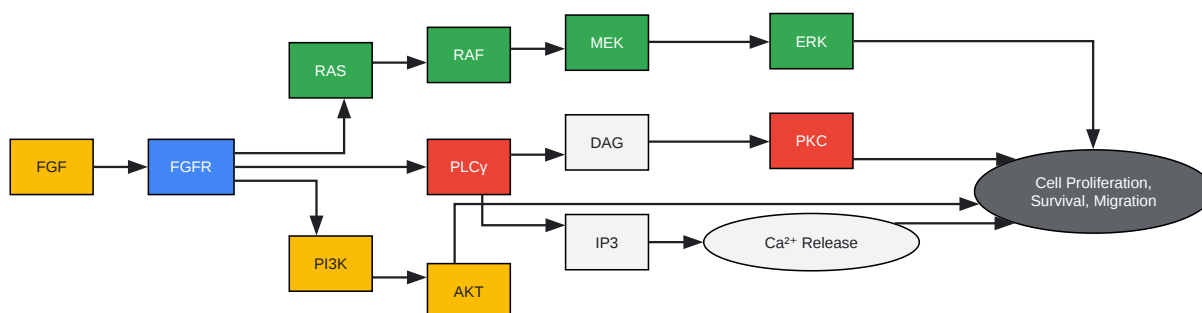 RAS
RAF
MEK
ERK
FGF
FGFR
PLCγ
DAG
PKC
Cell Proliferation,
Survival, Migration
PI3K
AKT
IP3
Ca²⁺ Release